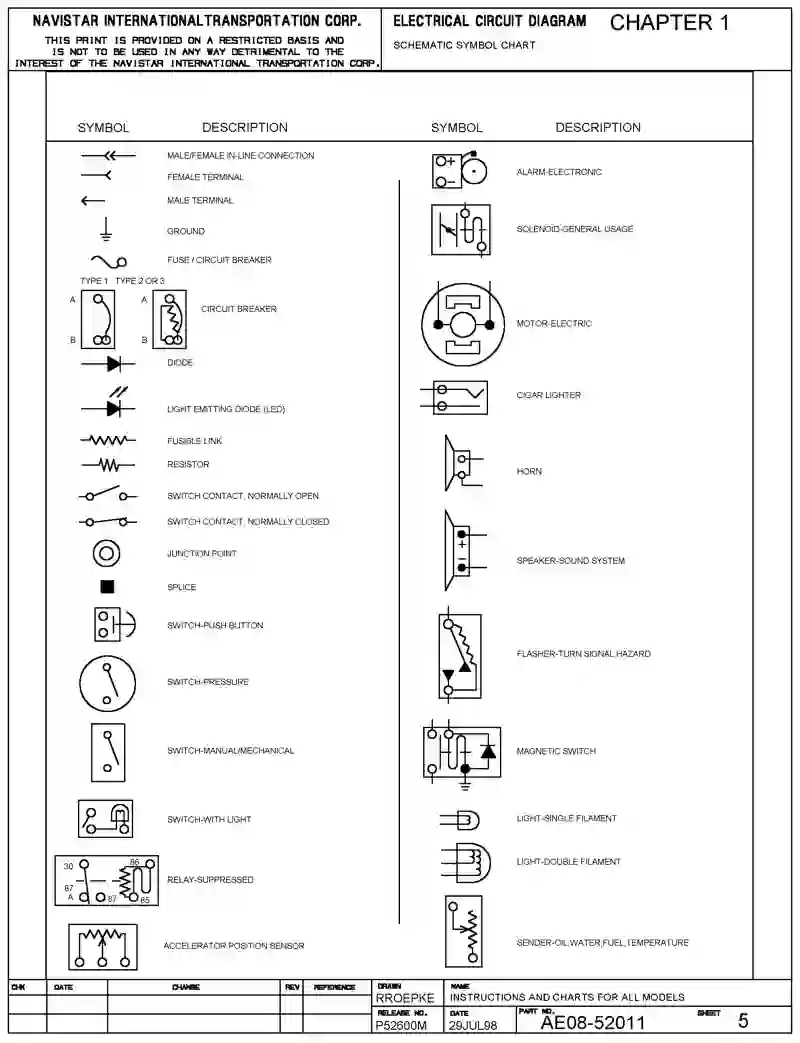 NAVISTAR INTERNATIONALTRANSPORTATION CORP.
THIS PRINT IS PROVIDED ON A RESTRICTED BASIS AND
IS NOT TO BE USED IN ANY WAY DETRIMENTAL TO THE
INTEREST OF THE NAVISTAR INTERNATIONAL TRANSPORTATION CORP.
ELECTRICAL CIRCUIT DIAGRAM CHAPTER 1
SCHEMATIC SYMBOL CHART
SYMBOL DESCRIPTION
MALE/FEMALE IN-LINE CONNECTION
FEMALE TERMINAL
MALE TERMINAL
GROUND
FUSE / CIRCUIT BREAKER
TYPE 1 TYPE 2 OR 3
A A
CIRCUIT BREAKER
B B
DIODE
LIGHT EMITTING DIODE (LED)
FUSIBLE LINK
RESISTOR
SWITCH CONTACT, NORMALLY OPEN
SWITCH CONTACT, NORMALLY CLOSED
JUNCTION POINT
SPLICE
SWITCH-PUSH BUTTON
SWITCH-PRESSURE
SWITCH-MANUAL/MECHANICAL
SWITCH-WITH LIGHT
30 86
RELAY-SUPPRESSED
87
A 87 85
ACCELERATOR POSITION SENSOR
SYMBOL DESCRIPTION
+
ALARM-ELECTRONIC
−
SOLENOID-GENERAL USAGE
MOTOR-ELECTRIC
CIGAR LIGHTER
HORN
+
SPEAKER-SOUND SYSTEM
−
FLASHER-TURN SIGNAL,HAZARD
MAGNETIC SWITCH
LIGHT-SINGLE FILAMENT
LIGHT-DOUBLE FILAMENT
SENDER-OIL,WATER,FUEL,TEMPERATURE
CHK DATE CHANGE REV REFERENCE
DRAWN
RROEPKE
NAME
INSTRUCTIONS AND CHARTS FOR ALL MODELS
RELEASE NO.
P52600M
DATE
29JUL98
PART NO.
AE08-52011
SHEET 5